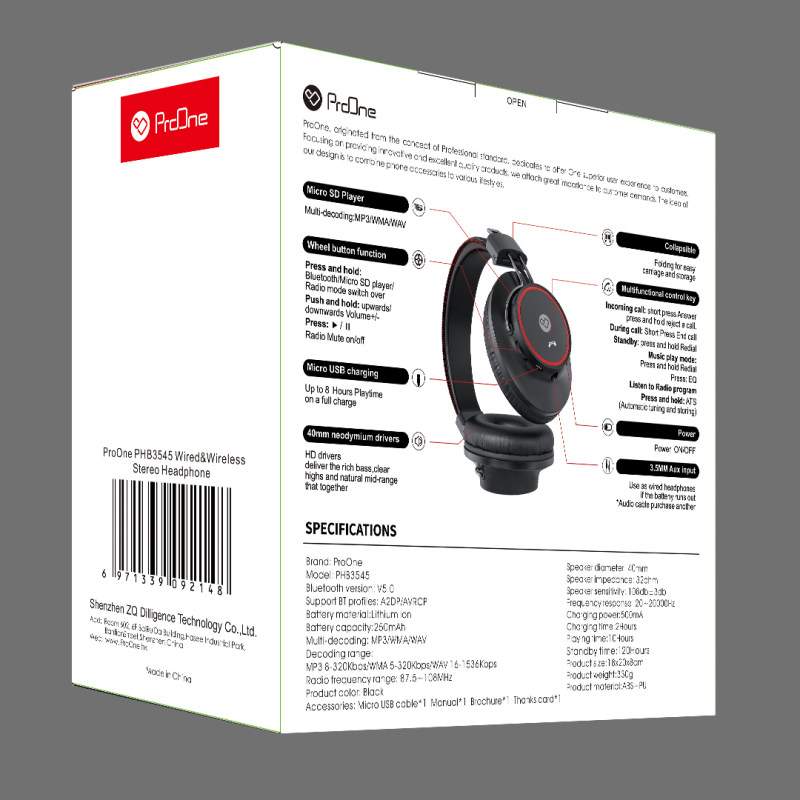 ProOne
ProOne PHB3545 Wired&Wireless
Stereo Headphone
6 971339 092148
Shenzhen ZQ Dilligence Technology Co.,Ltd.
Made in China
OPEN
ProOne
ProOne, originated from the concept of Professional standard, dedicates to offer One superior user experience to customers.
Focusing on providing innovative and excellent quality products, we attach great importance to customer demands. The idea of
our design is to combine phone accessories to various lifestyles.
Micro SD Player
Multi-decoding:MP3/WMA/WAV
Wheel button function
Press and hold:
Bluetooth/Micro SD player/
Radio mode switch over
Push and hold: upwards/
downwards Volume+/-
Press: ▶ / II
Radio Mute on/off
Micro USB charging
Up to 8 Hours Playtime
on a full charge
40mm neodymium drivers
HD drivers
deliver the rich bass,clear
highs and natural mid-range
that together
Collapsible
Folding for easy
carriage and storage
Multifunctional control key
Incoming call: short press Answer
press and hold reject a call.
During call: Short Press End call
Standby: press and hold Redial
Music play mode:
Press and hold Redial
Press: EQ
Listen to Radio program
Press and hold: ATS
(Automatic tuning and storing)
Power
Power ON/OFF
3.5MM Aux input
Use as wired headphones
if the battery runs out
*Audio cable purchase another
SPECIFICATIONS
Brand: ProOne
Model: PHB3545
Bluetooth version: V5.0
Support BT profiles: A2DP/AVRCP
Battery material:Lithium ion
Battery capacity:250mAh
Multi-decoding: MP3/WMA/WAV
Decoding range:
MP3 8-320Kbps/WMA 5-320Kbps/WAV 16-1536Kbps
Radio frequency range: 87.5~108MHz
Product color: Black
Accessories: Micro USB cable*1 Manual*1 Brochure*1 Thanks card*1
Speaker diameter: 40mm
Speaker impedance: 32ohm
Speaker sensitivity: 108db±3db
Frequency response: 20~20000Hz
Charging power:500mA
Charging time: 2Hours
Playing time:10Hours
Standby time: 120Hours
Product size:18x20x8cm
Product weight:330g
Product material:ABS+PU